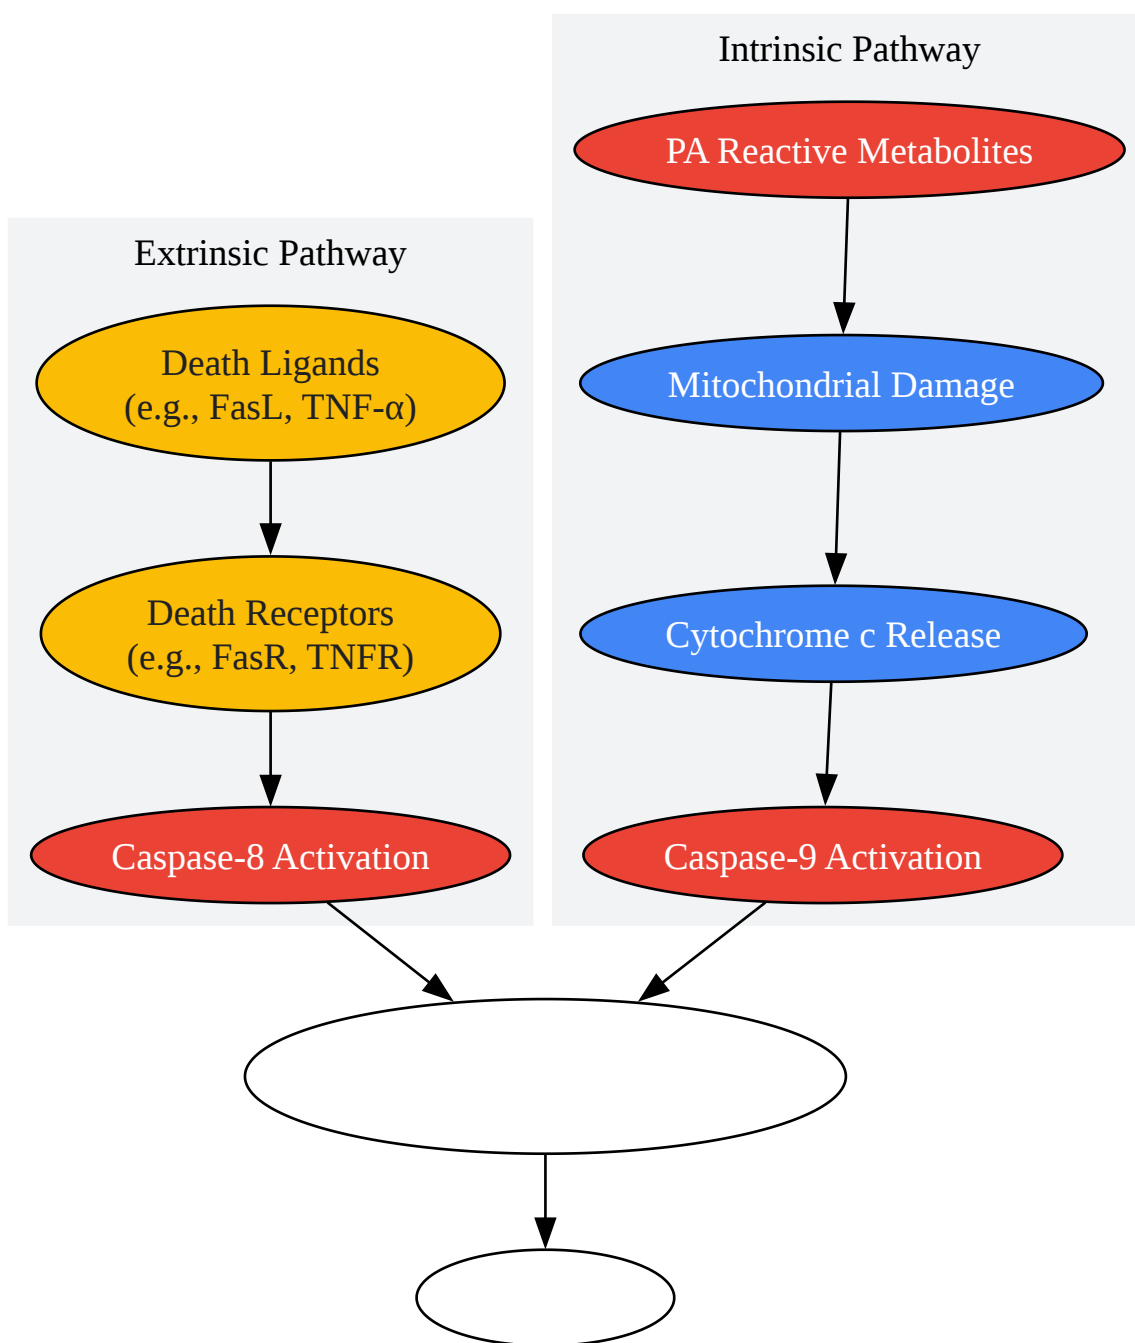 Intrinsic Pathway
PA Reactive Metabolites
Extrinsic Pathway
Death Ligands
(e.g., FasL, TNF-α)
Mitochondrial Damage
Death Receptors
(e.g., FasR, TNFR)
Cytochrome c Release
Caspase-8 Activation
Caspase-9 Activation